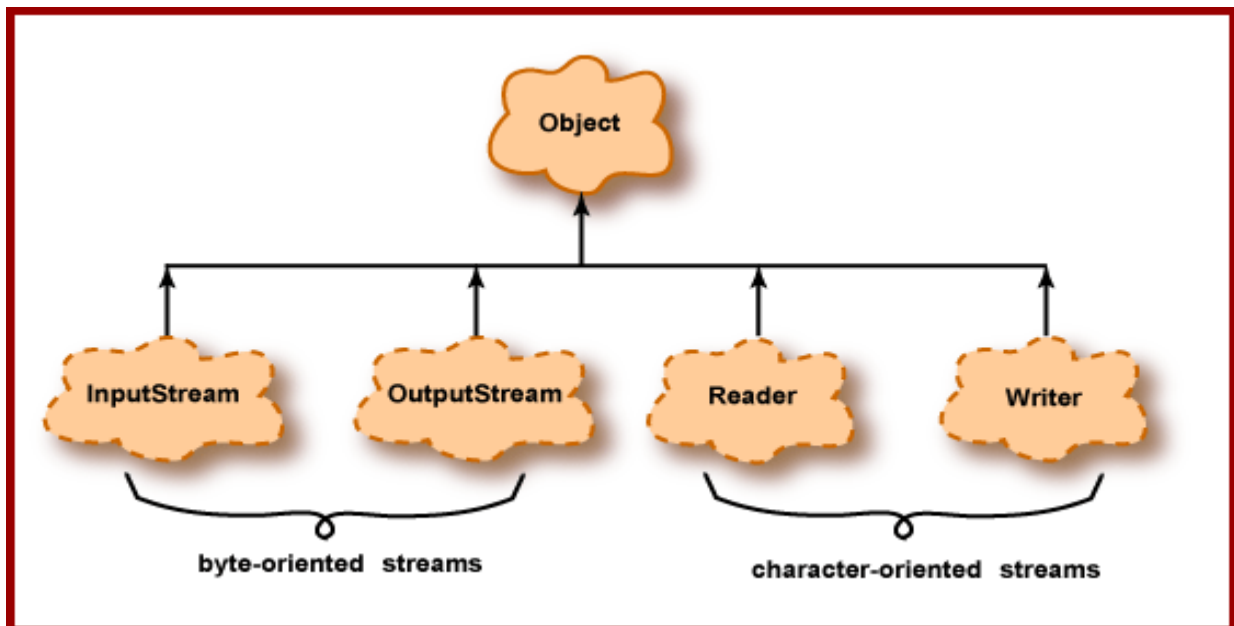 Object
InputStream
OutputStream
Reader
Writer
byte-oriented streams
character-oriented streams